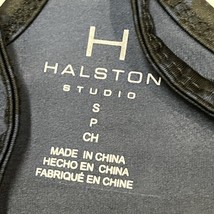 H
HALSTON
STUDIO
S
P
CH
MADE IN CHINA
HECHO EN CHINA
FABRIQUÉ EN CHINE